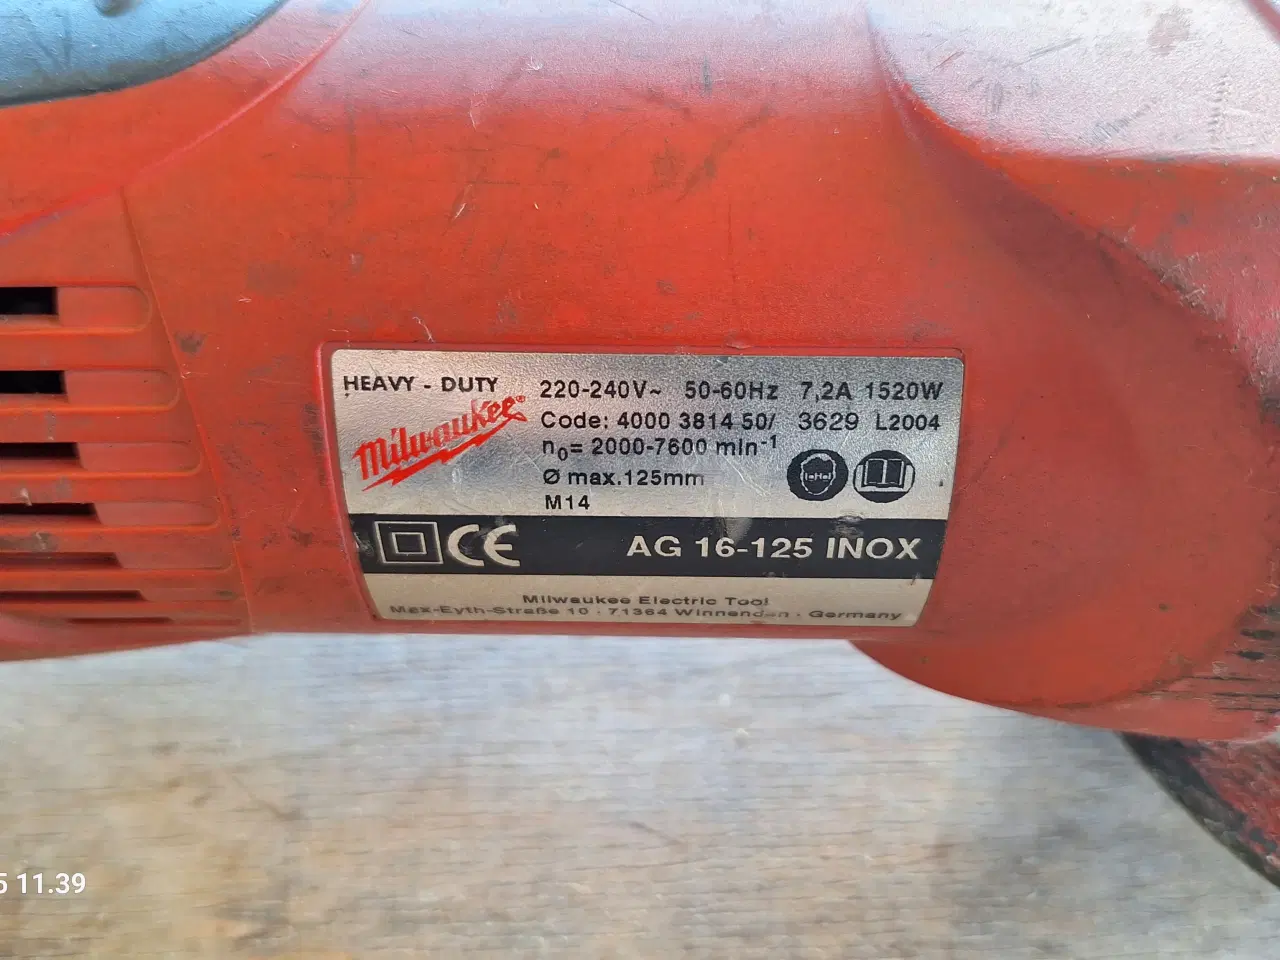 HEAVY - DUTY
Milwaukee®
220-240V~ 50-60Hz 7,2A 1520W
Code: 4000 3814 50/ 3629 L2004
n0= 2000-7600 min-1
Ø max.125mm
M14
CE
AG 16-125 INOX
Milwaukee Electric Tool
Max-Eyth-Straße 10 · 71364 Winnenden · Germany
5 11.39